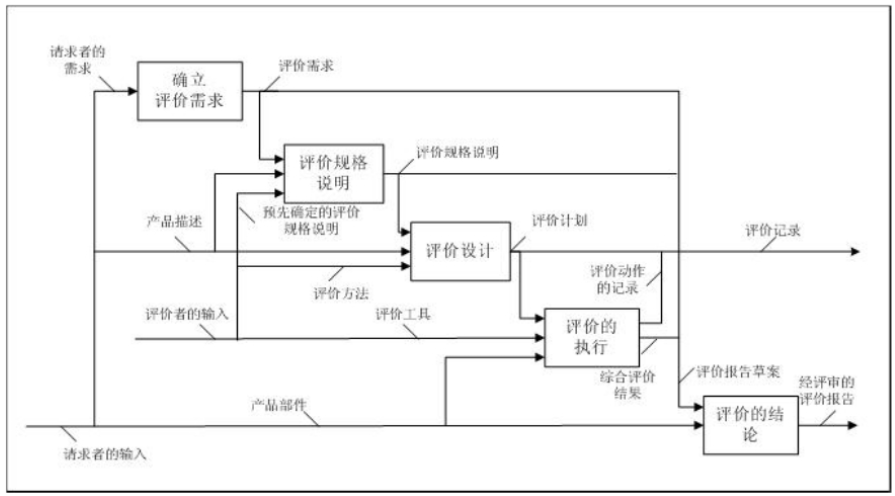 请求者的
需求
确立
评价需求
评价需求
评价规格
说明
评价规格说明
预先确定的评价
规格说明
产品描述
评价设计
评价计划
评价记录
评价方法
评价动作
的记录
评价者的输入
评价工具
评价的
执行
综合评价
结果
评价报告草案
经评审的
评价报告
产品部件
评价的结
论
请求者的输入